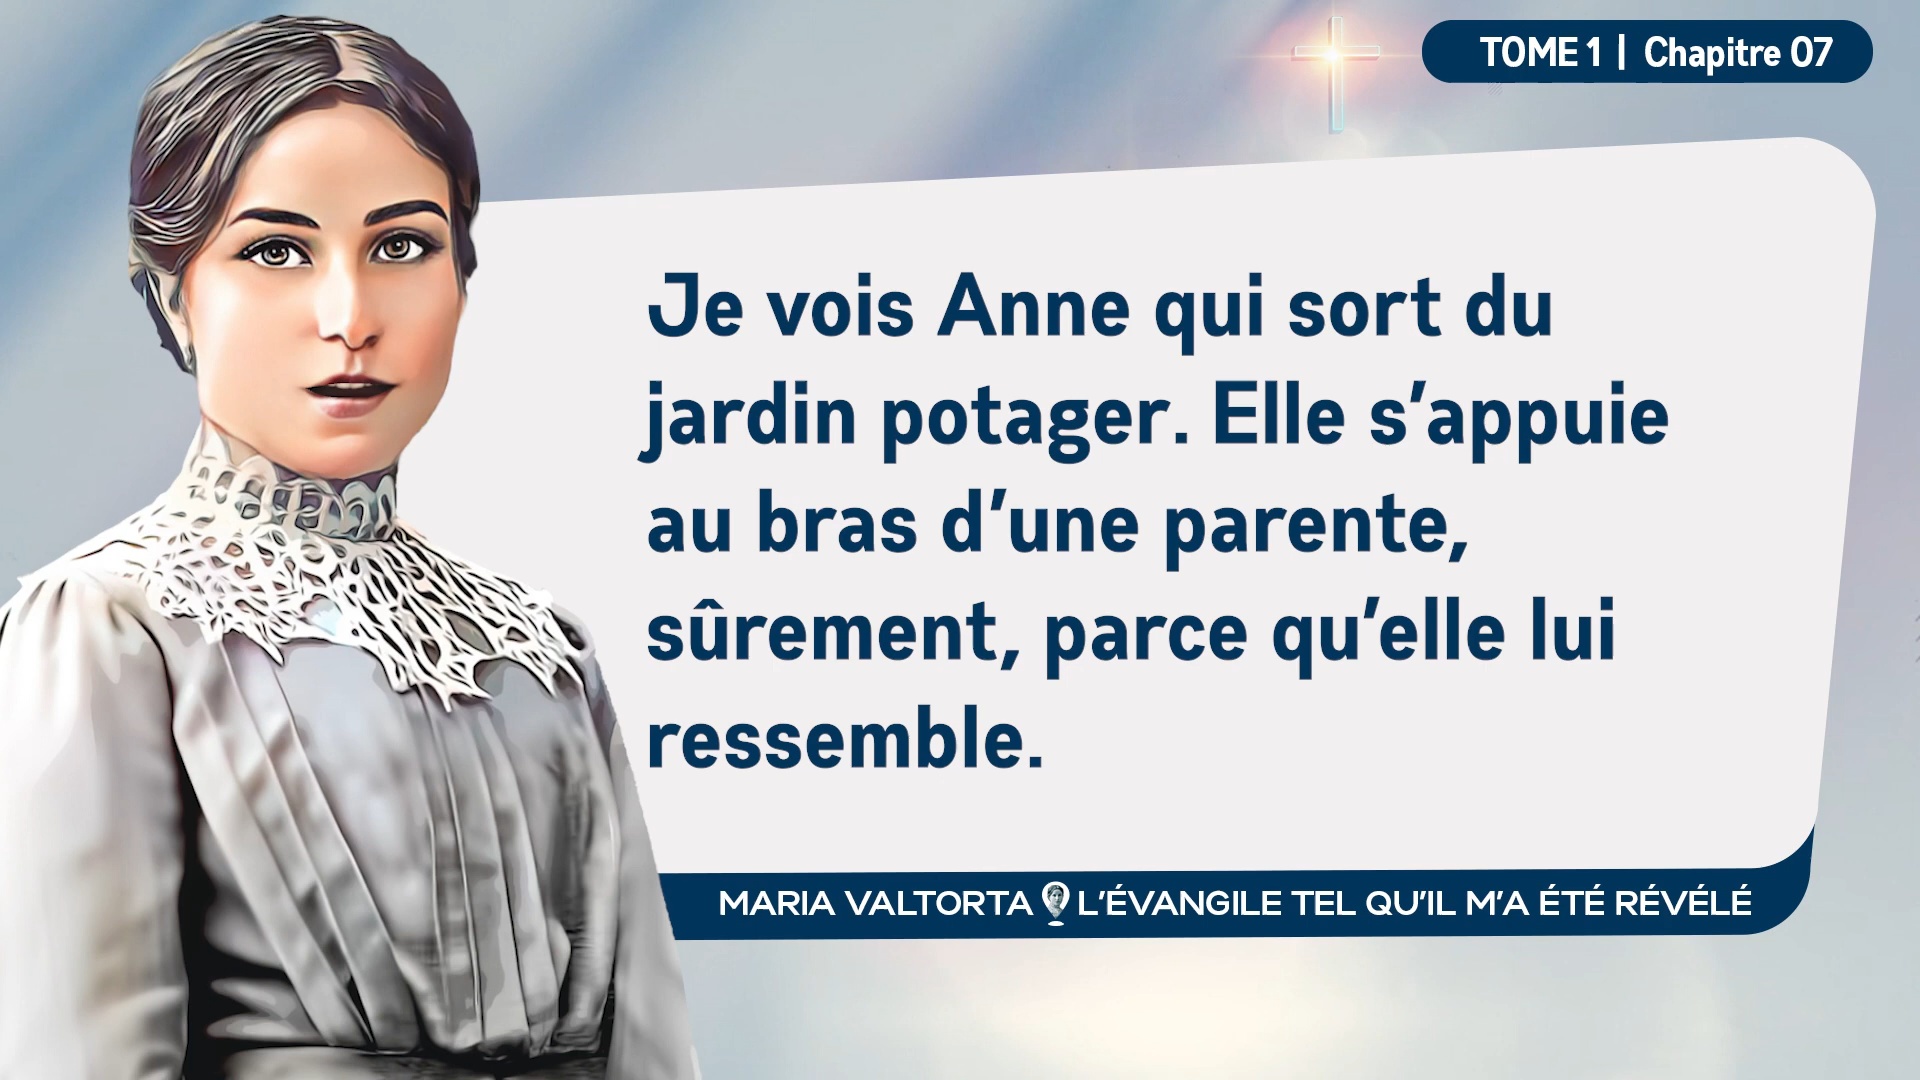 TOME 1 | Chapitre 07
Je vois Anne qui sort du
jardin potager. Elle s’appuie
au bras d’une parente,
sûrement, parce qu’elle lui
ressemble.
MARIA VALTORTA L’ÉVANGILE TEL QU’IL M’A ÉTÉ RÉVÉLÉ